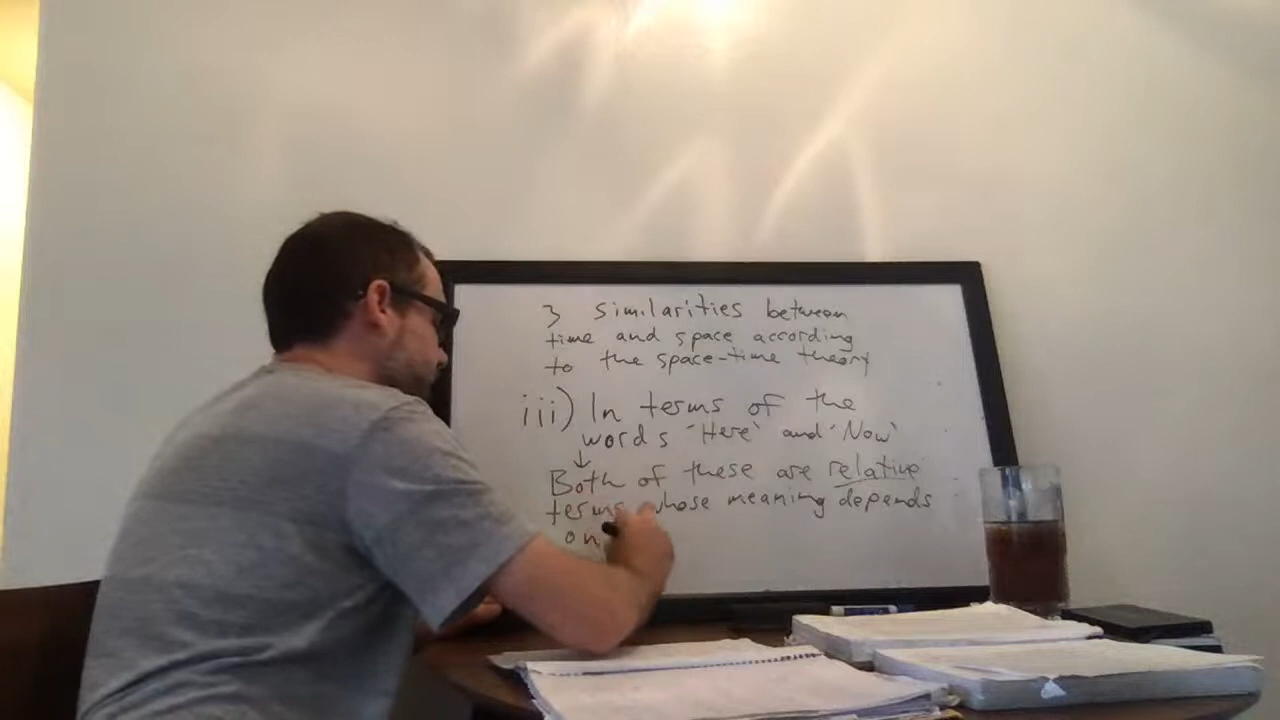 3 similarities between
time and space according
to the space-time theory
iii) In terms of the
words 'Here' and 'Now'
↓
Both of these are relative
terms whose meaning depends
on